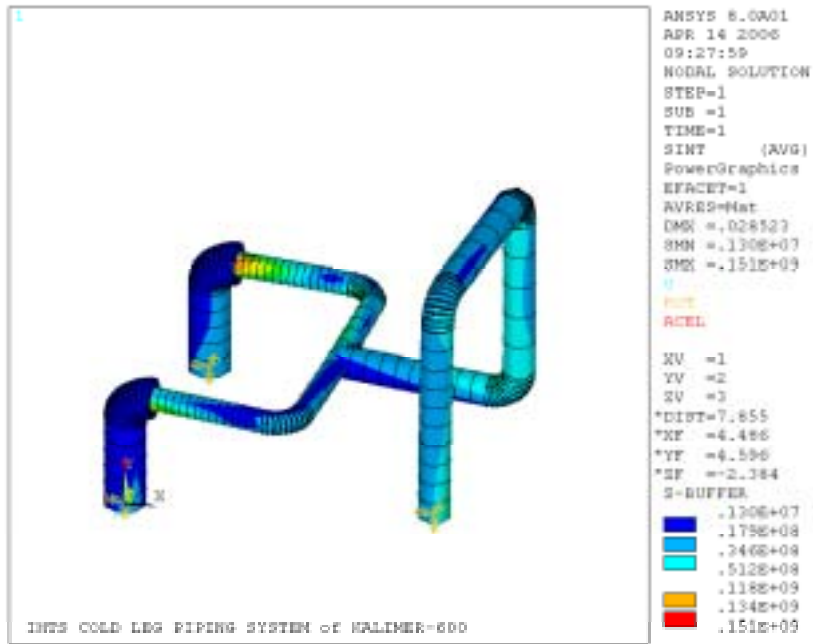 1
ANSYS 8.0A01
APR 14 2006
09:27:59
NODAL SOLUTION
STEP=1
SUB =1
TIME=1
SINT (AVG)
PowerGraphics
EFACET=1
AVRES=Mat
DMX =.028523
SMN =.130E+07
SMX =.151E+09
U
ROT
ACEL
XV =1
YV =2
ZV =3
*DIST=7.855
*XF =4.486
*YF =4.596
*ZF =-2.384
Z-BUFFER
.130E+07
.179E+08
.346E+08
.512E+08
.118E+09
.134E+09
.151E+09
X
IHTS COLD LEG PIPING SYSTEM of KALIMER-600